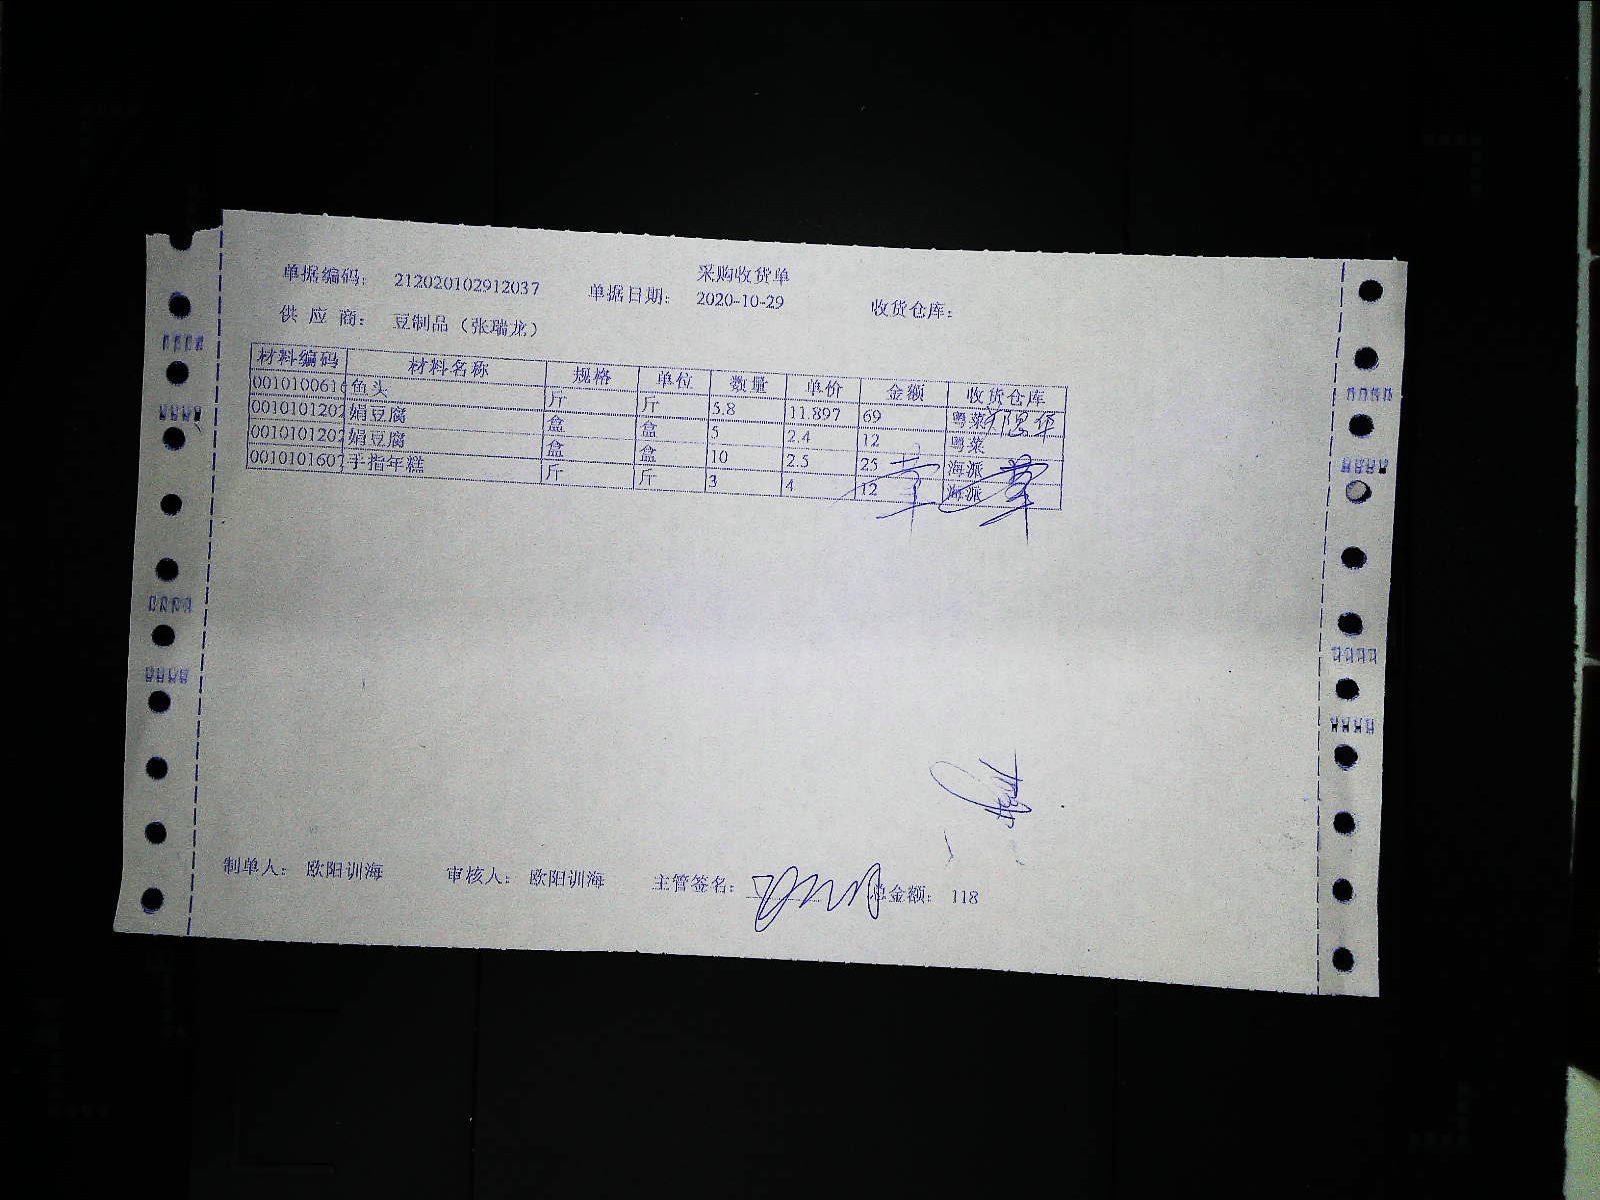 采购收货单
单据编码： 212020102912037 单据日期： 2020-10-29 收货仓库：
供 应 商： 豆制品（张瑞龙）
材料编码 材料名称 规格 单位 数量 单价 金额 收货仓库
0010100616 鱼头 斤 斤 5.8 11.897 69 粤菜
0010101202 娟豆腐 盒 盒 5 2.4 12 粤菜
0010101202 娟豆腐 盒 盒 10 2.5 25 海派
0010101607 手指年糕 斤 斤 3 4 12 海派
制单人： 欧阳训海 审核人： 欧阳训海 主管签名： 总金额： 118